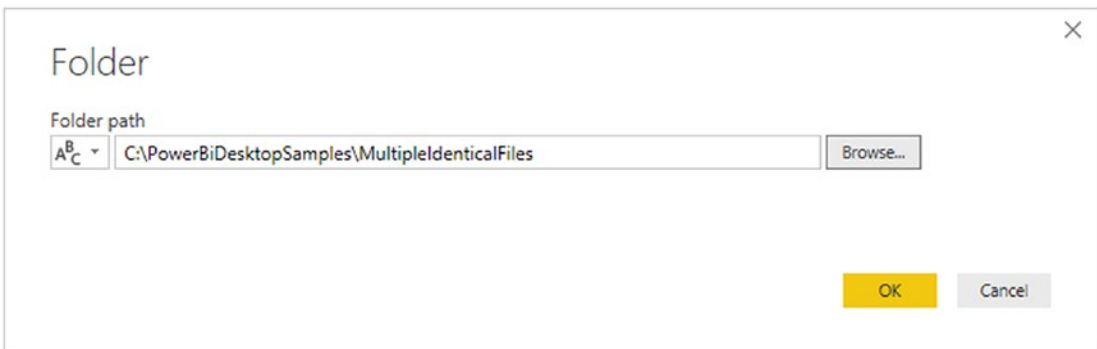 Folder
Folder path
ABC C:\PowerBiDesktopSamples\MultipleIdenticalFiles Browse...
OK Cancel